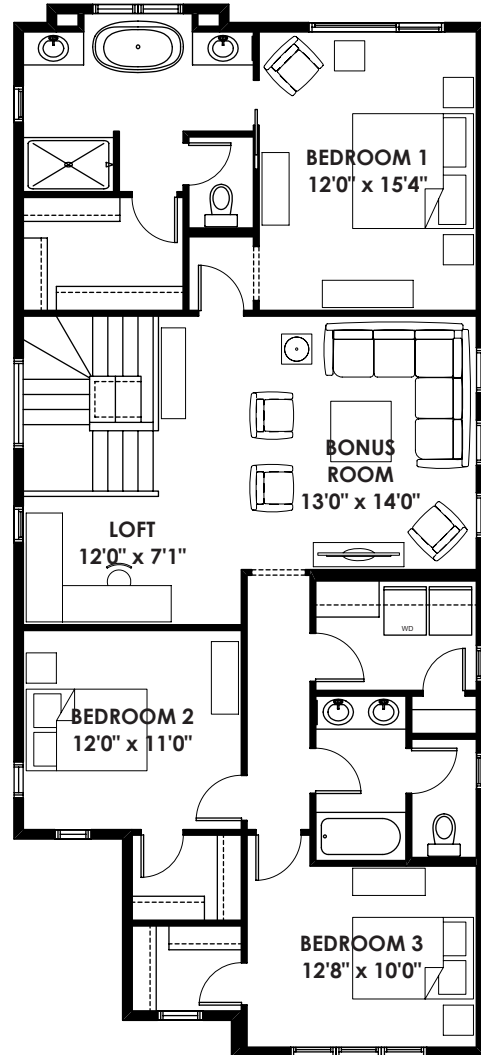 BEDROOM 1
12'0" x 15'4"
BONUS
ROOM
13'0" x 14'0"
LOFT
12'0" x 7'1"
WD
BEDROOM 2
12'0" x 11'0"
BEDROOM 3
12'8" x 10'0"